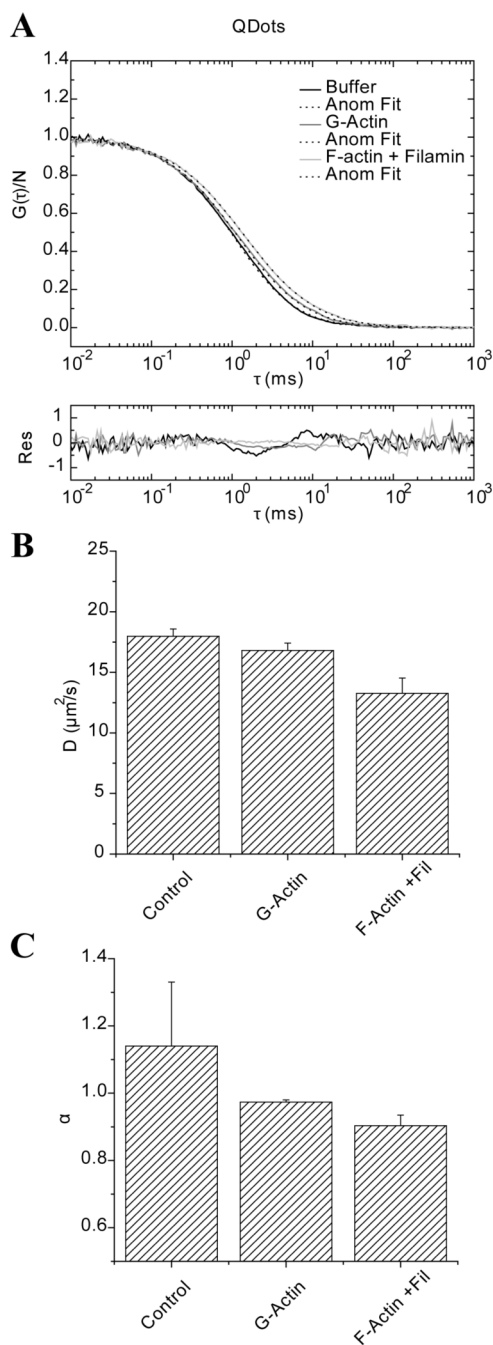 A
QDots
1.4
1.2
1.0
0.8
0.6
0.4
0.2
0.0
G(τ)/N
Buffer
Anom Fit
G-Actin
Anom Fit
F-actin + Filamin
Anom Fit
10⁻² 10⁻¹ 10⁰ 10¹ 10² 10³
τ (ms)
1
0
-1
Res
10⁻² 10⁻¹ 10⁰ 10¹ 10² 10³
τ (ms)
B
25
20
15
10
5
0
D (μm²/s)
Control
G-Actin
F-Actin +Fil
C
1.4
1.2
1.0
0.8
0.6
α
Control
G-Actin
F-Actin +Fil